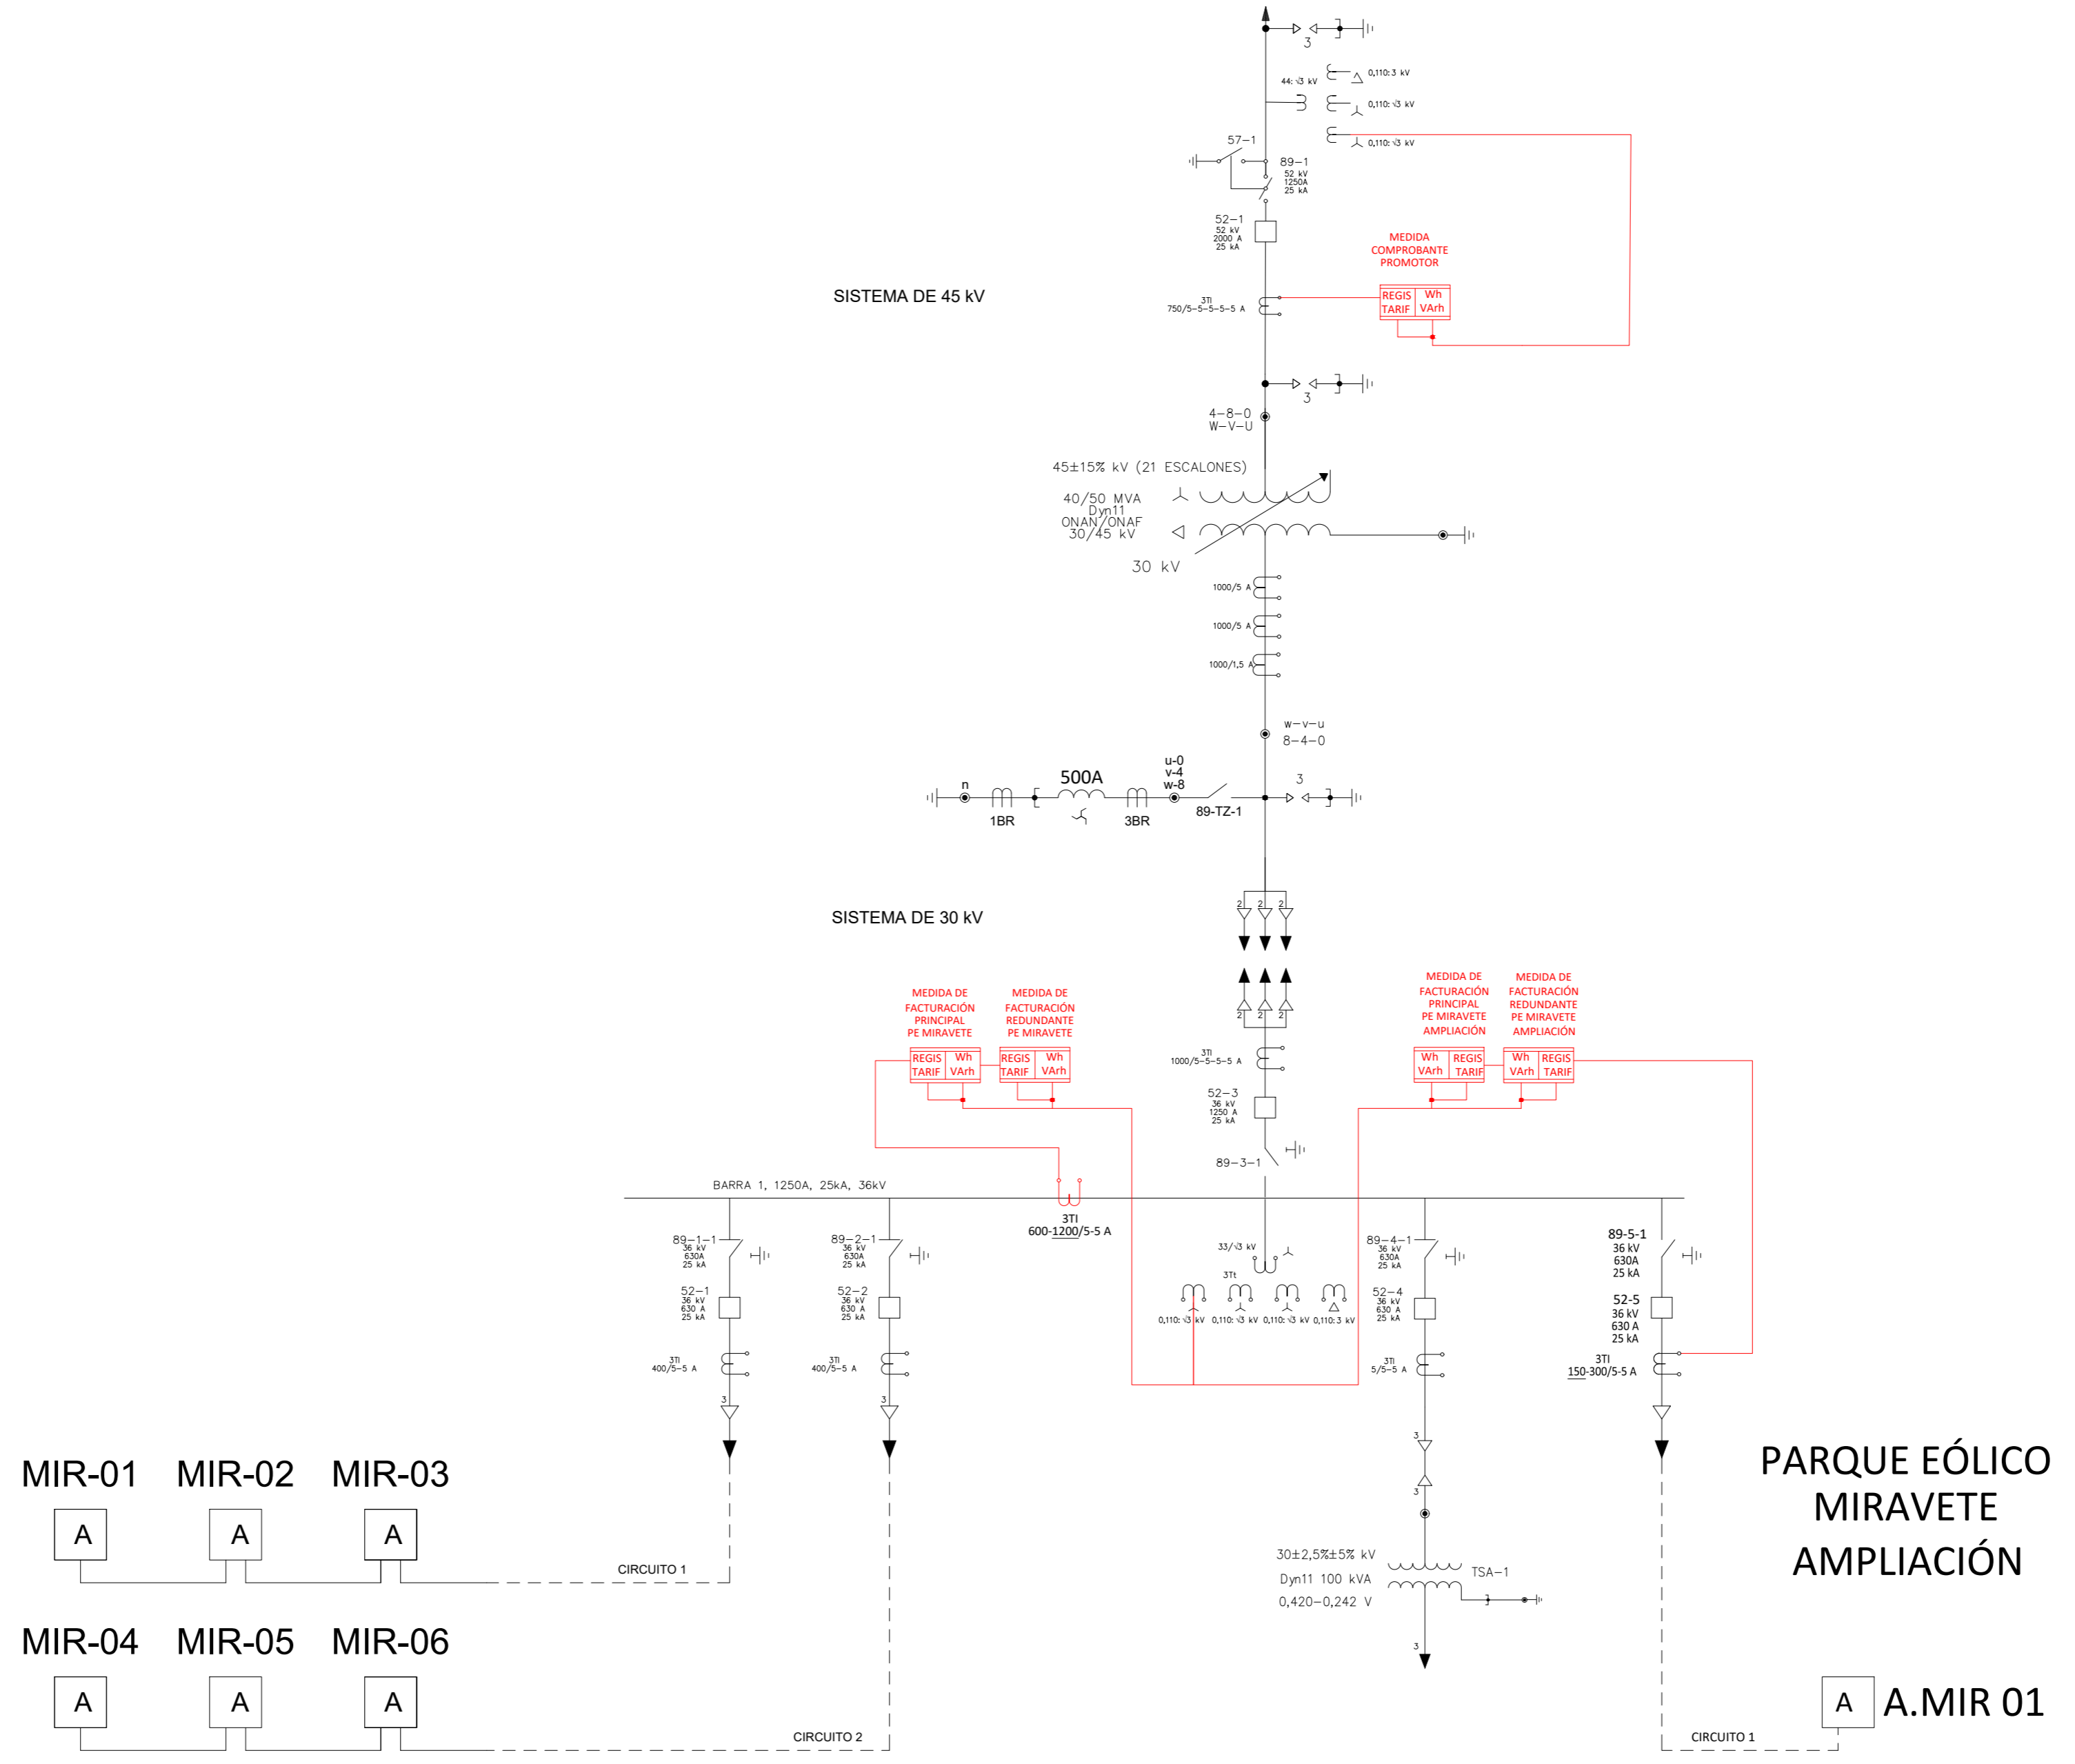 3
44:√3 kV
0,110:3 kV
0,110:√3 kV
0,110:√3 kV
57-1
89-1
52 kV
1250A
25 kA
52-1
52 kV
2000 A
25 kA
MEDIDA
COMPROBANTE
PROMOTOR
REGIS Wh
TARIF VArh
SISTEMA DE 45 kV
3TI
750/5-5-5-5-5 A
3
4-8-0
W-V-U
45±15% kV (21 ESCALONES)
40/50 MVA
Dyn11
ONAN/ONAF
30/45 kV
30 kV
1000/5 A
1000/5 A
1000/1,5 A
w-v-u
8-4-0
n
1BR
500A
3BR
u-0
v-4
w-8
89-TZ-1
3
SISTEMA DE 30 kV
2 2 2
2 2 2
MEDIDA DE
FACTURACIÓN
PRINCIPAL
PE MIRAVETE
REGIS Wh
TARIF VArh
MEDIDA DE
FACTURACIÓN
REDUNDANTE
PE MIRAVETE
REGIS Wh
TARIF VArh
MEDIDA DE
FACTURACIÓN
PRINCIPAL
PE MIRAVETE
AMPLIACIÓN
Wh REGIS
VArh TARIF
MEDIDA DE
FACTURACIÓN
REDUNDANTE
PE MIRAVETE
AMPLIACIÓN
Wh REGIS
VArh TARIF
3TI
1000/5-5-5-5 A
52-3
36 kV
1250 A
25 kA
89-3-1
BARRA 1, 1250A, 25kA, 36kV
3TI
600-1200/5-5 A
89-1-1
36 kV
630A
25 kA
52-1
36 kV
630 A
25 kA
3TI
400/5-5 A
3
89-2-1
36 kV
630A
25 kA
52-2
36 kV
630 A
25 kA
3TI
400/5-5 A
3
33/√3 kV
3Tt
0,110:√3 kV
0,110:√3 kV
0,110:√3 kV
0,110:3 kV
89-4-1
36 kV
630A
25 kA
52-4
36 kV
630 A
25 kA
3TI
5/5-5 A
3
3
89-5-1
36 kV
630A
25 kA
52-5
36 kV
630 A
25 kA
3TI
150-300/5-5 A
30±2,5%±5% kV
Dyn11 100 kVA
0,420-0,242 V
TSA-1
3
MIR-01 MIR-02 MIR-03
A A A
CIRCUITO 1
MIR-04 MIR-05 MIR-06
A A A
CIRCUITO 2
PARQUE EÓLICO
MIRAVETE
AMPLIACIÓN
A A.MIR 01
CIRCUITO 1